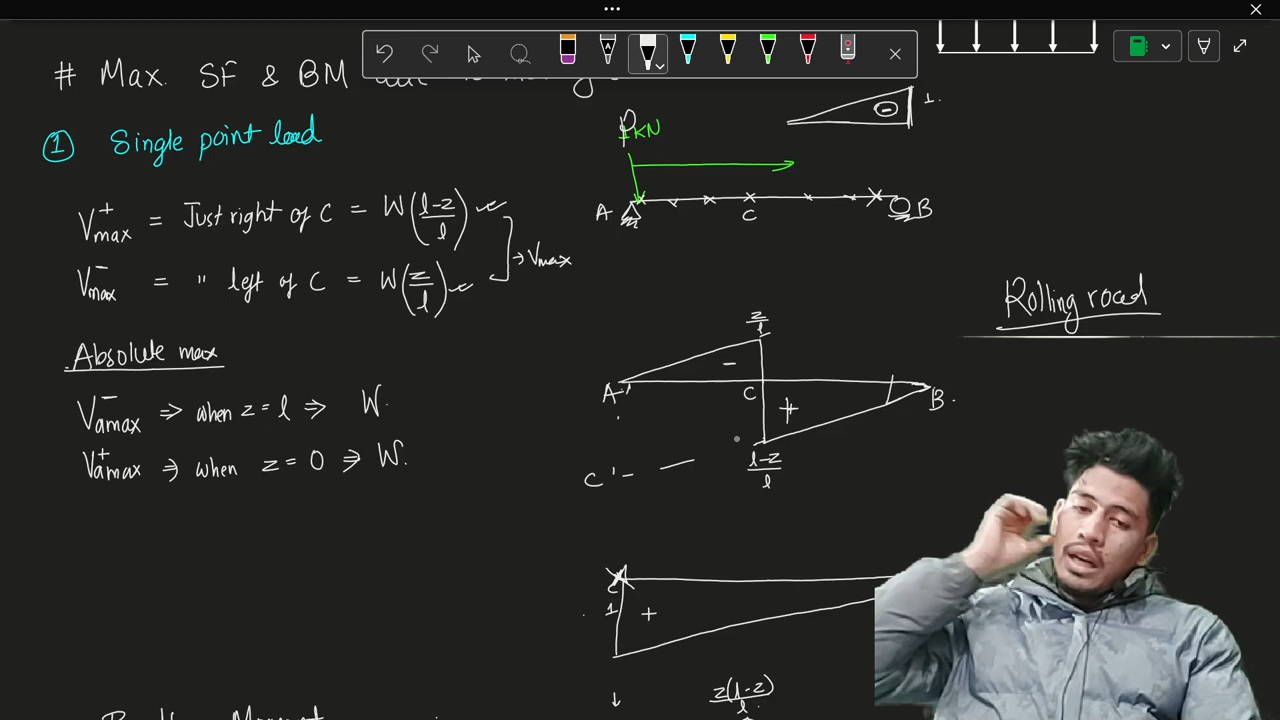 # Max. SF & BM
① Single point load
V⁺max = Just right of C = W((l-z)/l)
V⁻max = " left of C = W(z/l)
→ Vmax
Absolute max
V⁻amax ⇒ when z = l ⇒ W.
V⁺amax ⇒ when z = 0 ⇒ W.
1.
-
P
KN
A C B
Rolling road
z/l
-
A C B.
+
(l-z)/l
C' -
C
1 +
z(l-z)/l